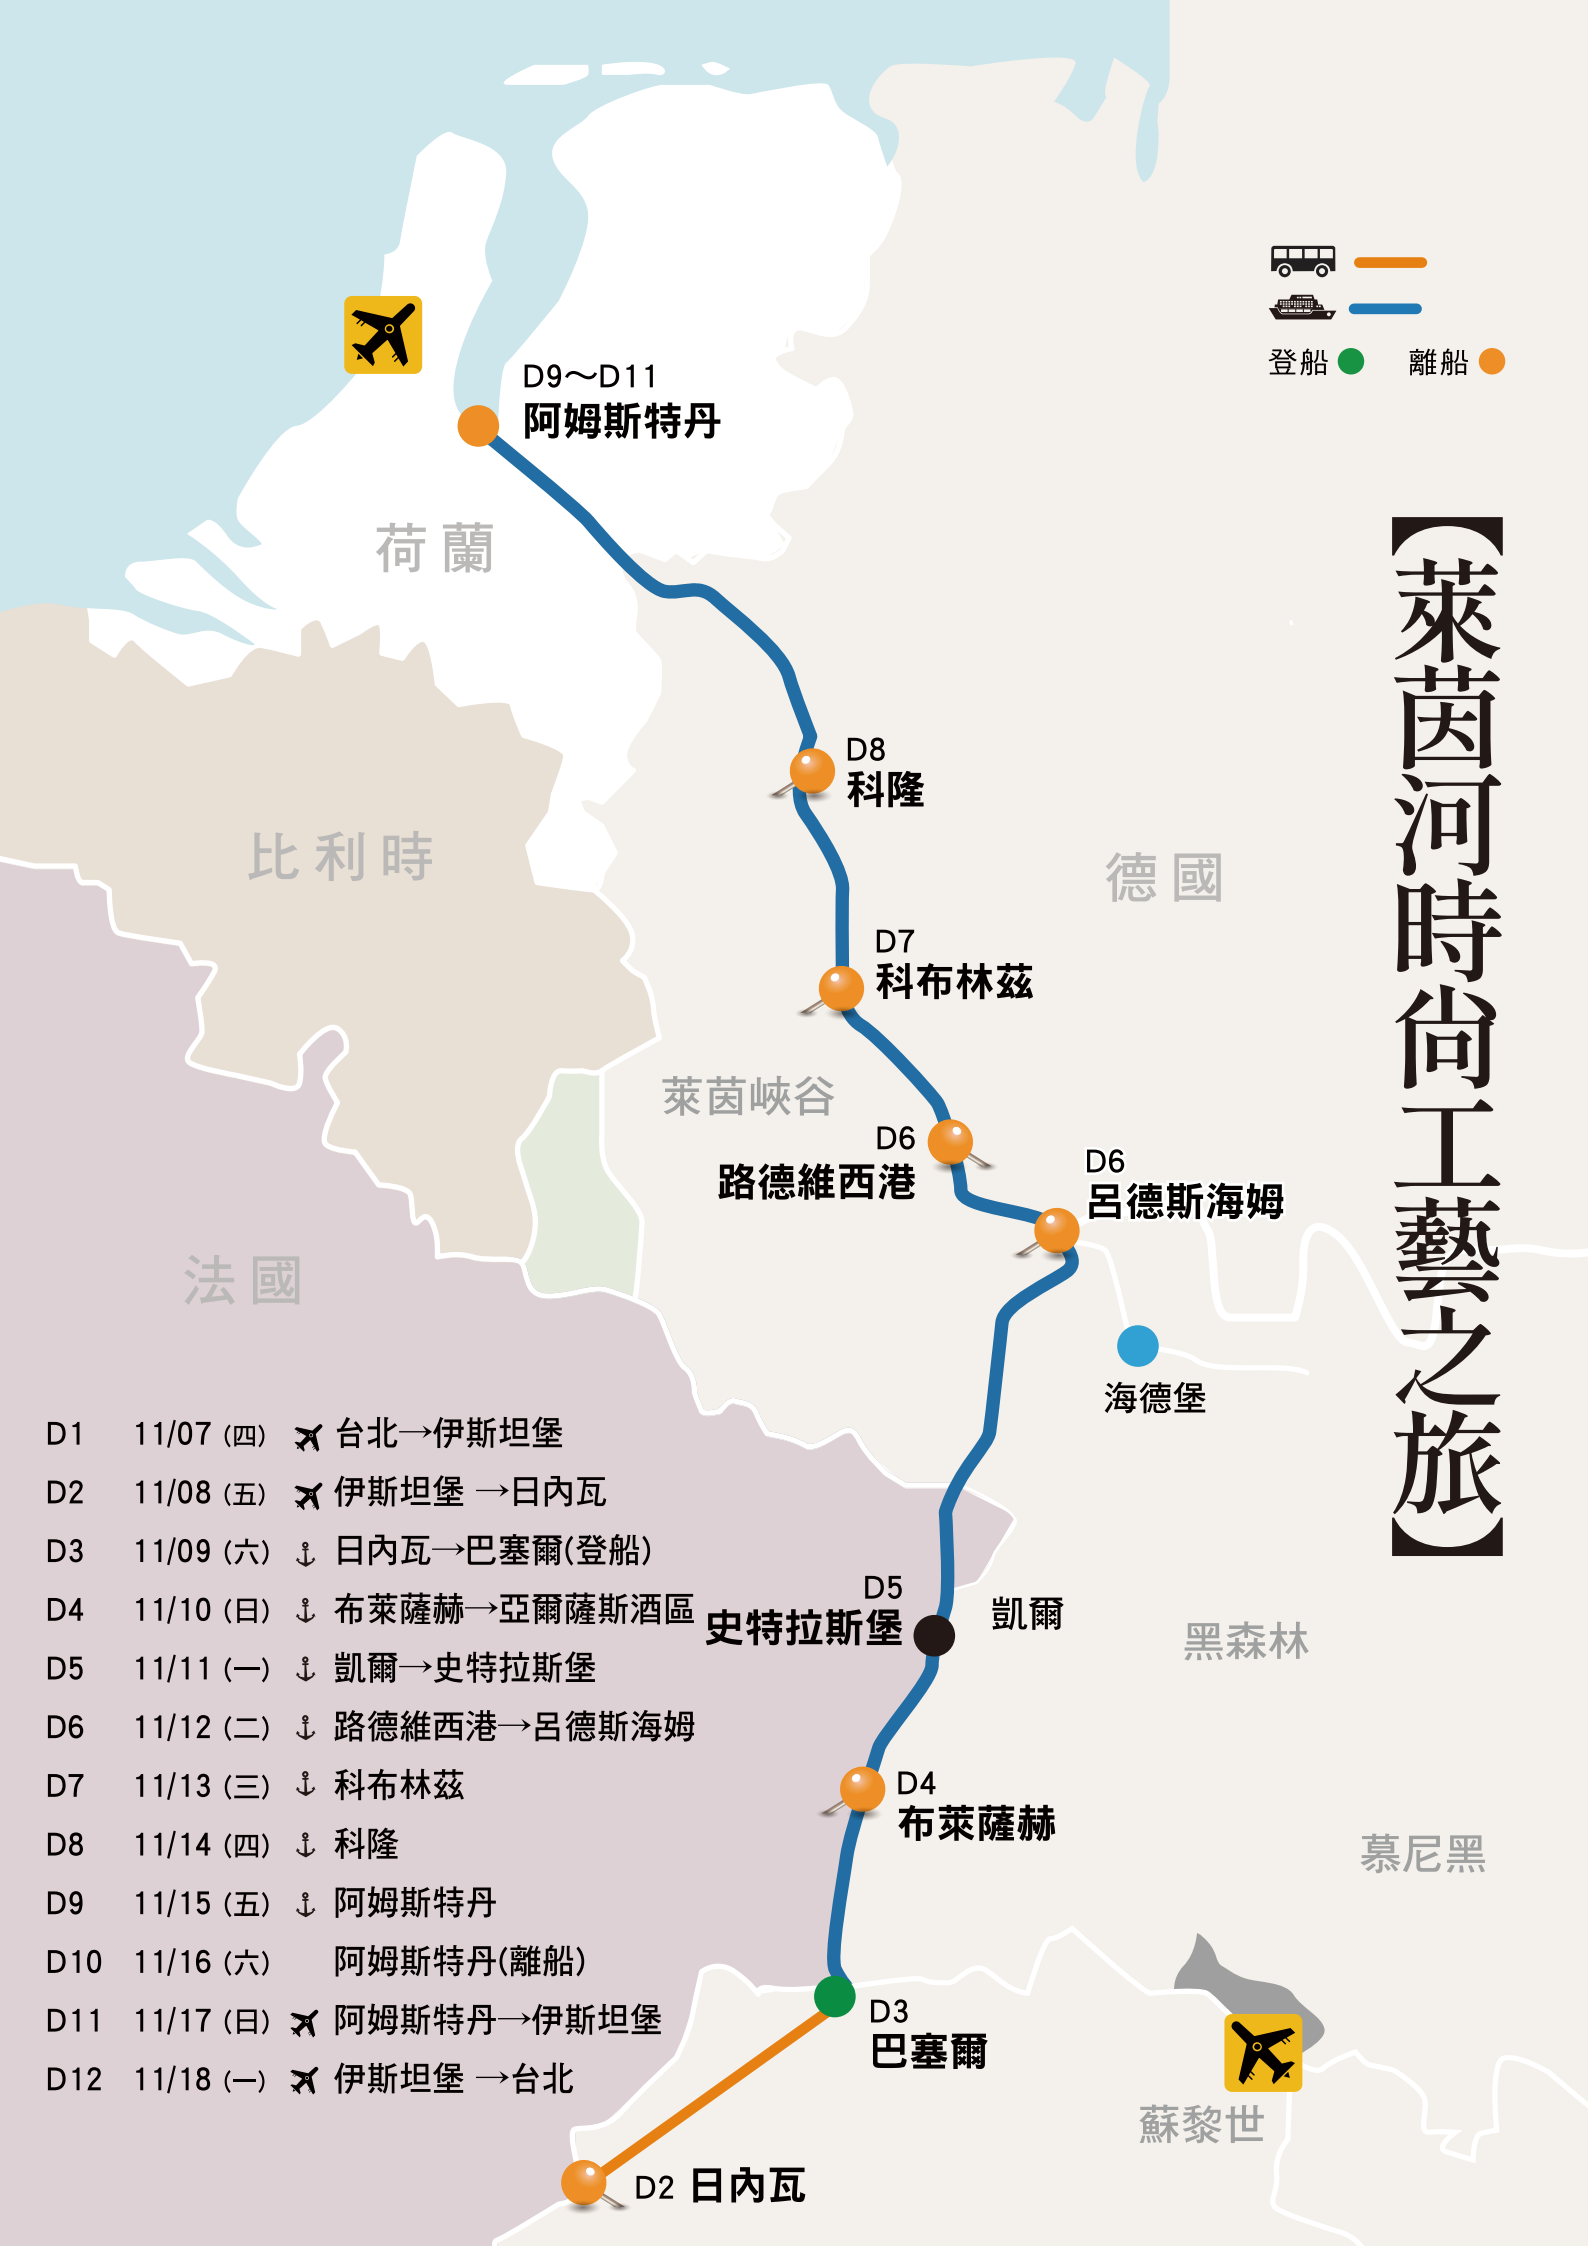 登船
離船
【萊茵河時尚工藝之旅】
D9～D11
阿姆斯特丹
荷蘭
D8
科隆
比利時
德國
D7
科布林茲
萊茵峽谷
D6
路德維西港
D6
呂德斯海姆
法國
海德堡
D5
史特拉斯堡
凱爾
黑森林
D4
布萊薩赫
慕尼黑
D3
巴塞爾
蘇黎世
D2 日內瓦
D1 11/07 (四) 台北→伊斯坦堡
D2 11/08 (五) 伊斯坦堡 →日內瓦
D3 11/09 (六) 日內瓦→巴塞爾(登船)
D4 11/10 (日) 布萊薩赫→亞爾薩斯酒區
D5 11/11 (一) 凱爾→史特拉斯堡
D6 11/12 (二) 路德維西港→呂德斯海姆
D7 11/13 (三) 科布林茲
D8 11/14 (四) 科隆
D9 11/15 (五) 阿姆斯特丹
D10 11/16 (六) 阿姆斯特丹(離船)
D11 11/17 (日) 阿姆斯特丹→伊斯坦堡
D12 11/18 (一) 伊斯坦堡 →台北